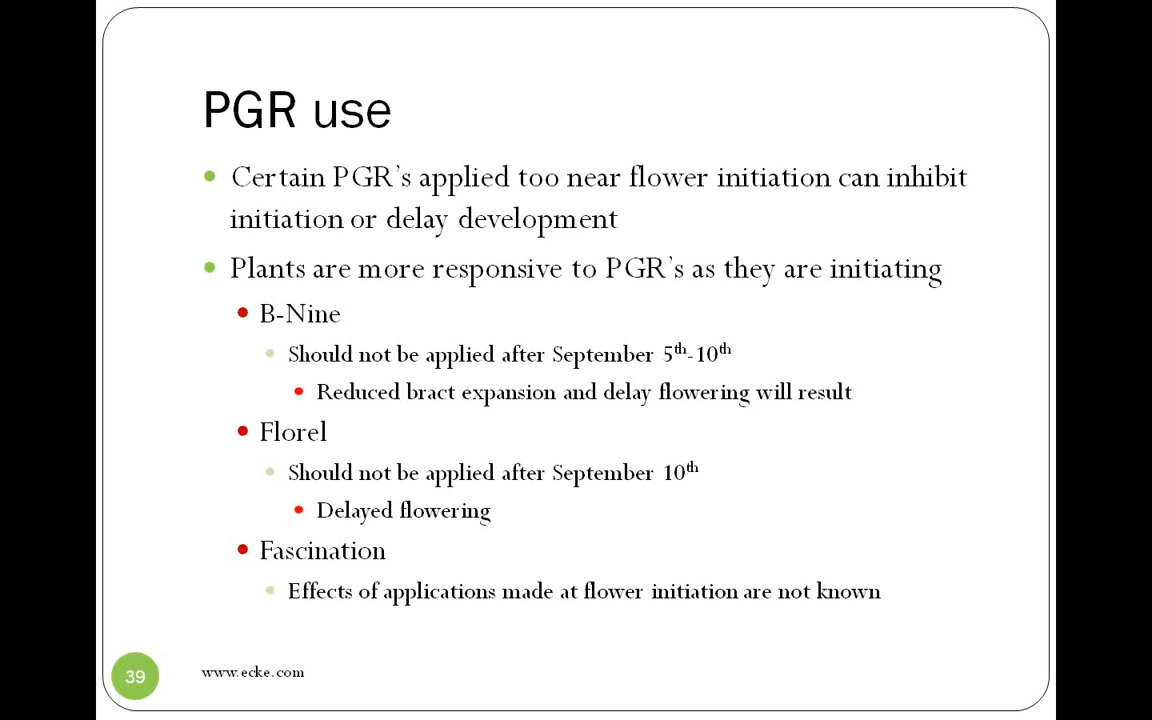 PGR use
Certain PGR's applied too near flower initiation can inhibit
initiation or delay development
Plants are more responsive to PGR's as they are initiating
B-Nine
Should not be applied after September 5th-10th
Reduced bract expansion and delay flowering will result
Florel
Should not be applied after September 10th
Delayed flowering
Fascination
Effects of applications made at flower initiation are not known
39
www.ecke.com